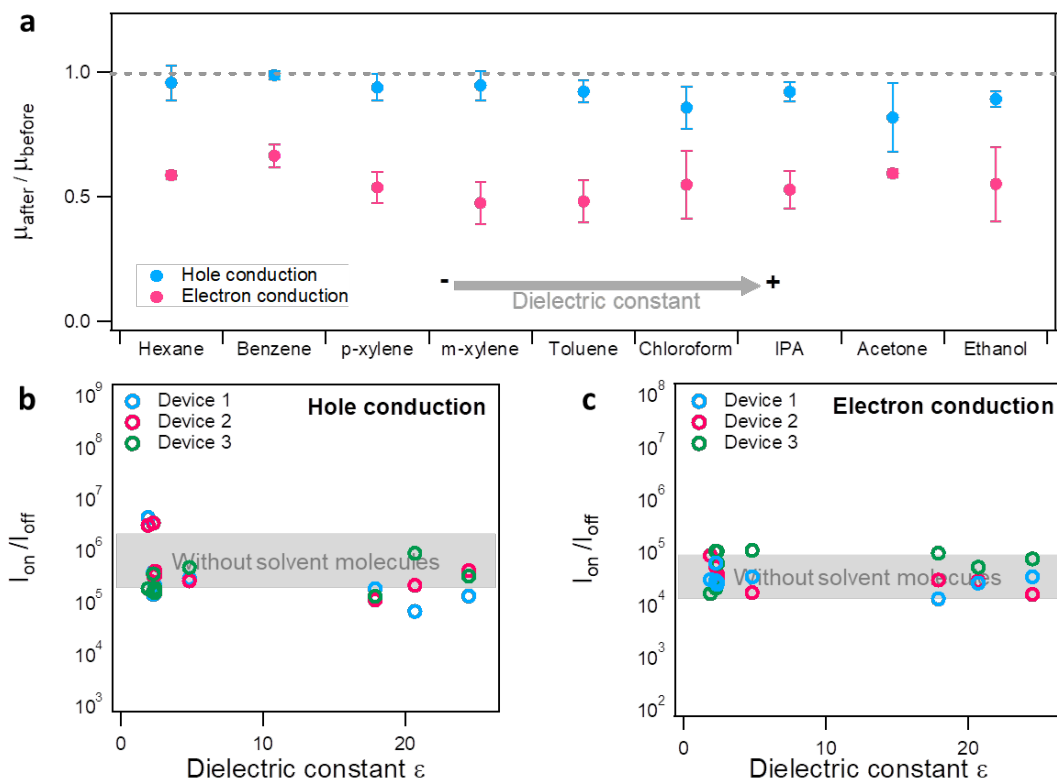 a
μafter / μbefore
1.0
0.5
0.0
Hole conduction
Electron conduction
- +
Dielectric constant
Hexane Benzene p-xylene m-xylene Toluene Chloroform IPA Acetone Ethanol
b
Device 1
Device 2
Device 3
Hole conduction
Ion /Ioff
10⁹
10⁸
10⁷
10⁶
10⁵
10⁴
10³
Without solvent molecules
0 10 20
Dielectric constant ε
c
Device 1
Device 2
Device 3
Electron conduction
Ion /Ioff
10⁸
10⁷
10⁶
10⁵
10⁴
10³
10²
Without solvent molecules
0 10 20
Dielectric constant ε